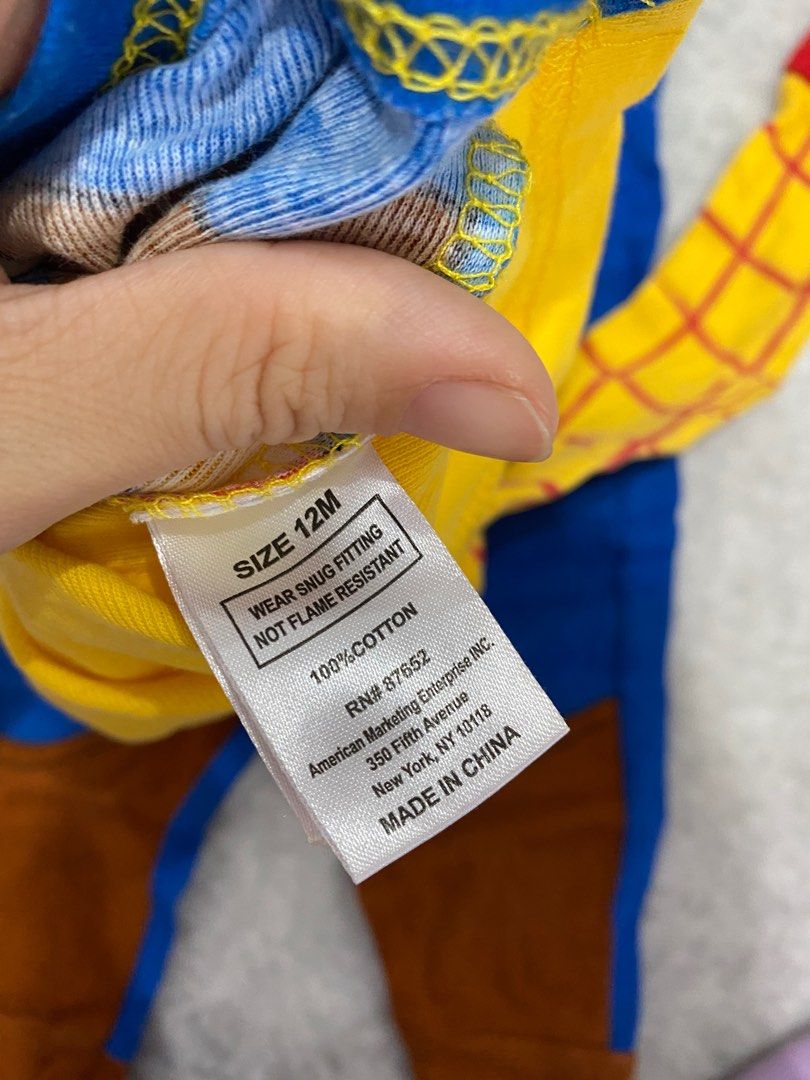 SIZE 12M
WEAR SNUG FITTING
NOT FLAME RESISTANT
100%COTTON
RN# 87652
American Marketing Enterprise INC.
350 Fifth Avenue
New York, NY 10118
MADE IN CHINA